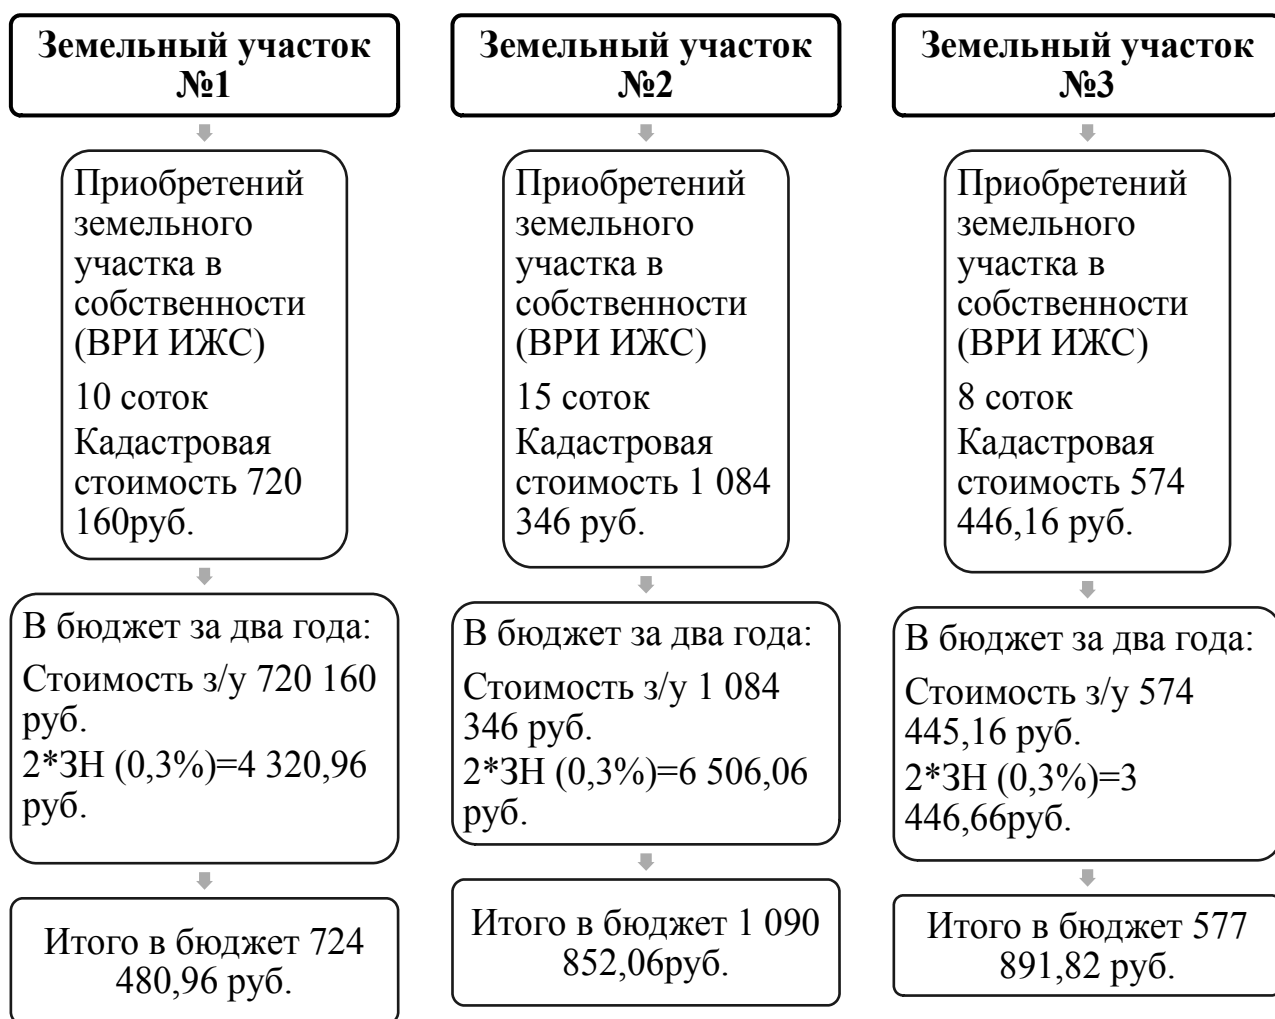 Земельный участок
№1
Приобретений
земельного
участка в
собственности
(ВРИ ИЖС)
10 соток
Кадастровая
стоимость 720
160руб.
В бюджет за два года:
Стоимость з/у 720 160
руб.
2*ЗН (0,3%)=4 320,96
руб.
Итого в бюджет 724
480,96 руб.
Земельный участок
№2
Приобретений
земельного
участка в
собственности
(ВРИ ИЖС)
15 соток
Кадастровая
стоимость 1 084
346 руб.
В бюджет за два года:
Стоимость з/у 1 084
346 руб.
2*ЗН (0,3%)=6 506,06
руб.
Итого в бюджет 1 090
852,06руб.
Земельный участок
№3
Приобретений
земельного
участка в
собственности
(ВРИ ИЖС)
8 соток
Кадастровая
стоимость 574
446,16 руб.
В бюджет за два года:
Стоимость з/у 574
445,16 руб.
2*ЗН (0,3%)=3
446,66руб.
Итого в бюджет 577
891,82 руб.